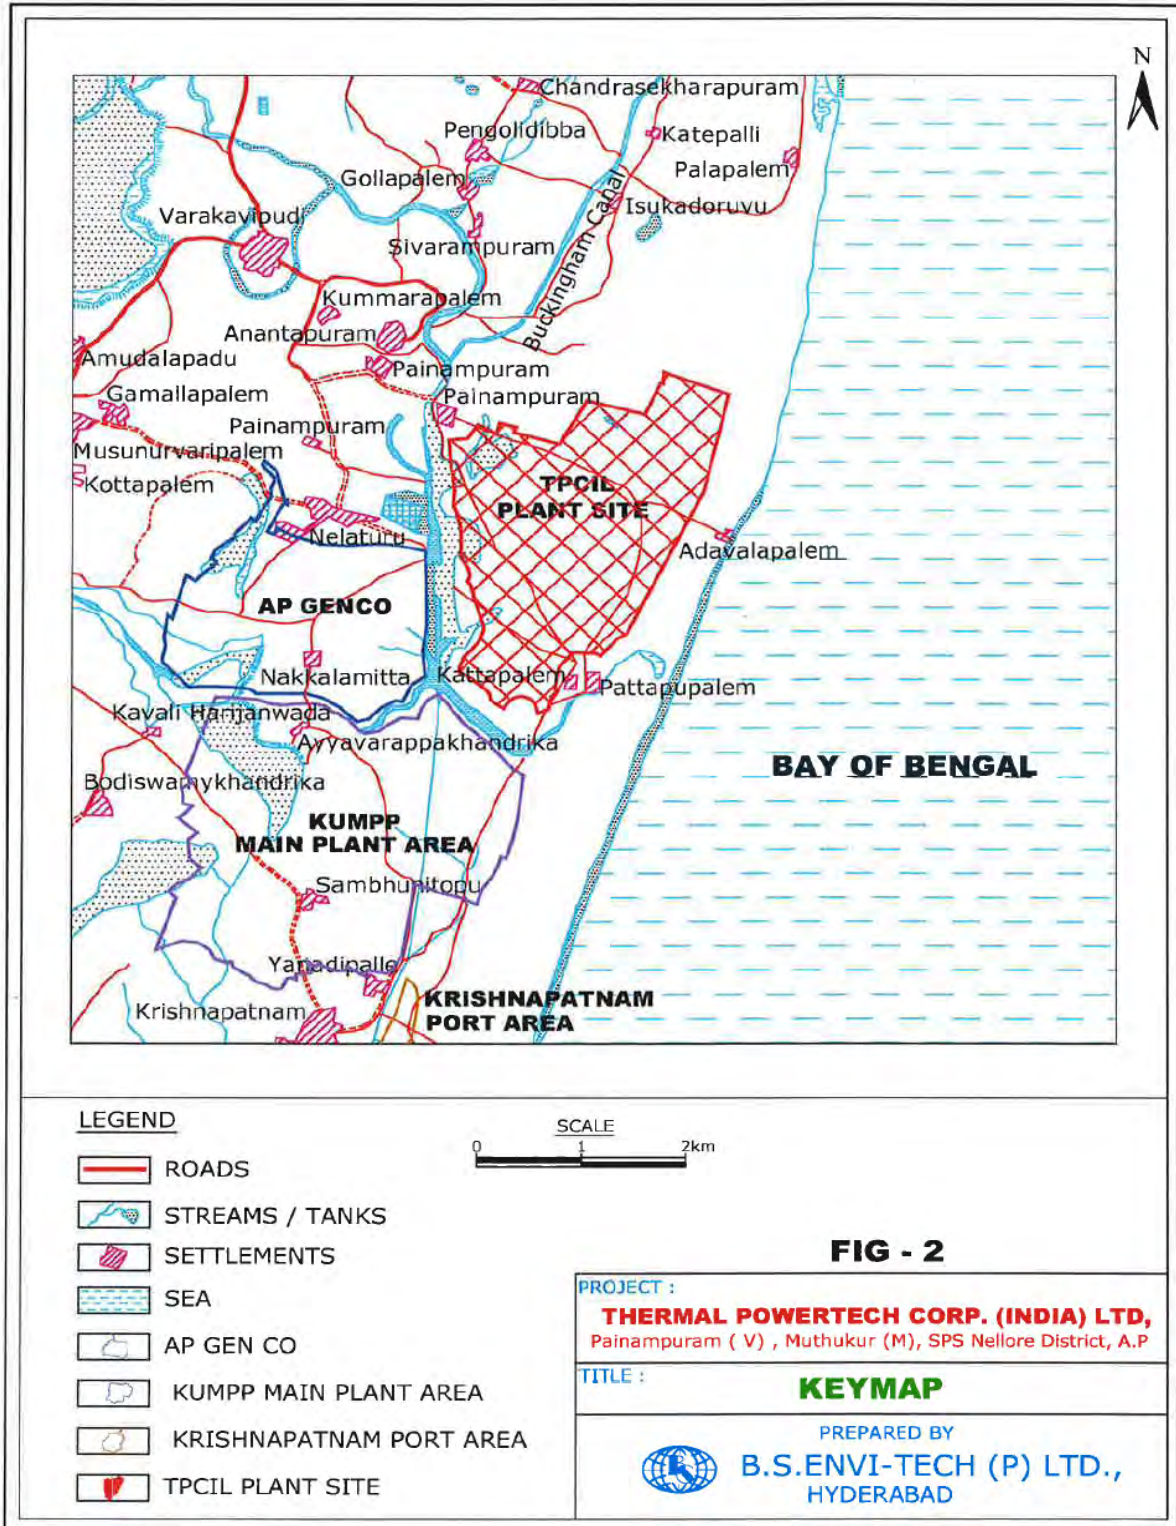 N
Chandrasekharapuram
Pengolidibba
Katepalli
Palapalem
Gollapalem
Isukadoruvu
Varakavipudi
Sivarampuram
Buckingham Canal
Kummarapalem
Anantapuram
Amudalapadu
Painampuram
Gamallapalem
Painampuram
Painampuram
Musunurvaripalem
Kottapalem
TPCIL
PLANT SITE
Nelaturu
Adavalapalem
AP GENCO
Nakkalamitta
Kattapalem
Pattapupalem
Kavali Harijanwada
Ayyavarappakhandrika
BAY OF BENGAL
Bodiswamykhandrika
KUMPP
MAIN PLANT AREA
Sambhunitopu
Yanadipalle
KRISHNAPATNAM
PORT AREA
Krishnapatnam
LEGEND
SCALE
0 1 2km
ROADS
STREAMS / TANKS
SETTLEMENTS
SEA
AP GEN CO
KUMPP MAIN PLANT AREA
KRISHNAPATNAM PORT AREA
TPCIL PLANT SITE
FIG - 2
PROJECT :
THERMAL POWERTECH CORP. (INDIA) LTD,
Painampuram ( V) , Muthukur (M), SPS Nellore District, A.P
TITLE :
KEYMAP
PREPARED BY
B.S.ENVI-TECH (P) LTD.,
HYDERABAD